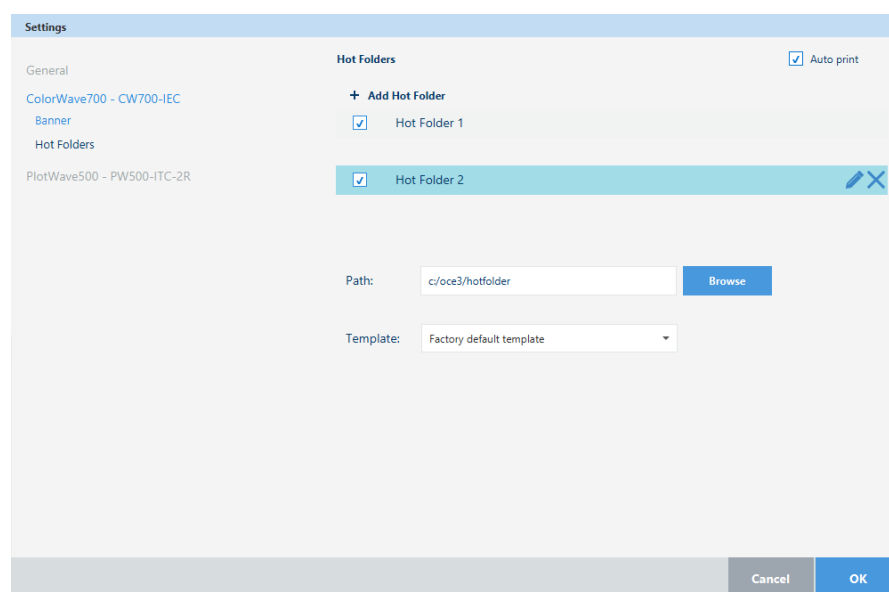 Settings
General
ColorWave700 - CW700-IEC
Banner
Hot Folders
PlotWave500 - PW500-ITC-2R
Hot Folders
Auto print
+ Add Hot Folder
Hot Folder 1
Hot Folder 2
Path:
c:/oce3/hotfolder
Browse
Template:
Factory default template
Cancel
OK